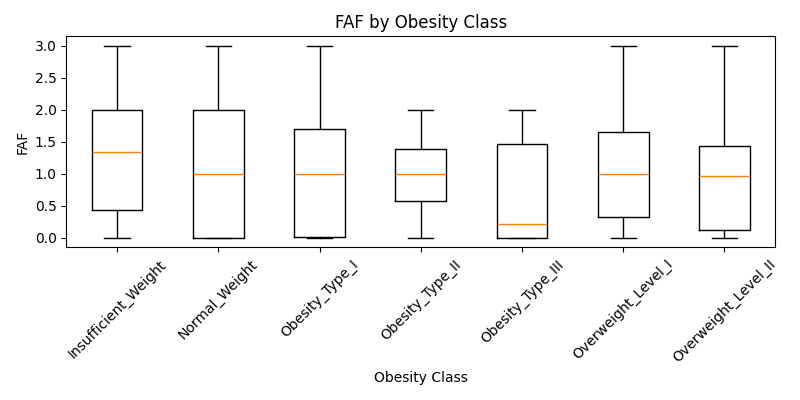 FAF by Obesity Class
FAF
3.0
2.5
2.0
1.5
1.0
0.5
0.0
Insufficient_Weight
Normal_Weight
Obesity_Type_I
Obesity_Type_II
Obesity_Type_III
Overweight_Level_I
Overweight_Level_II
Obesity Class